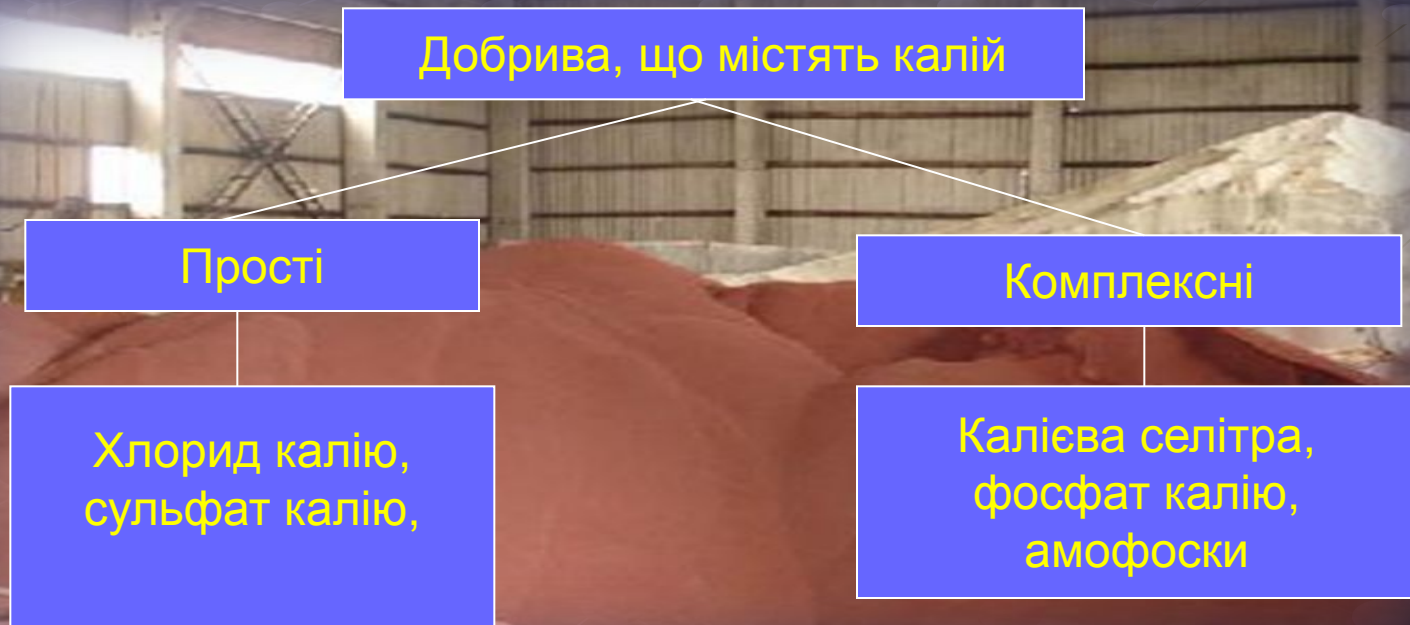 Добрива, що містять калій
Прості
Комплексні
Хлорид калію,
сульфат калію,
Калієва селітра,
фосфат калію,
амофоски